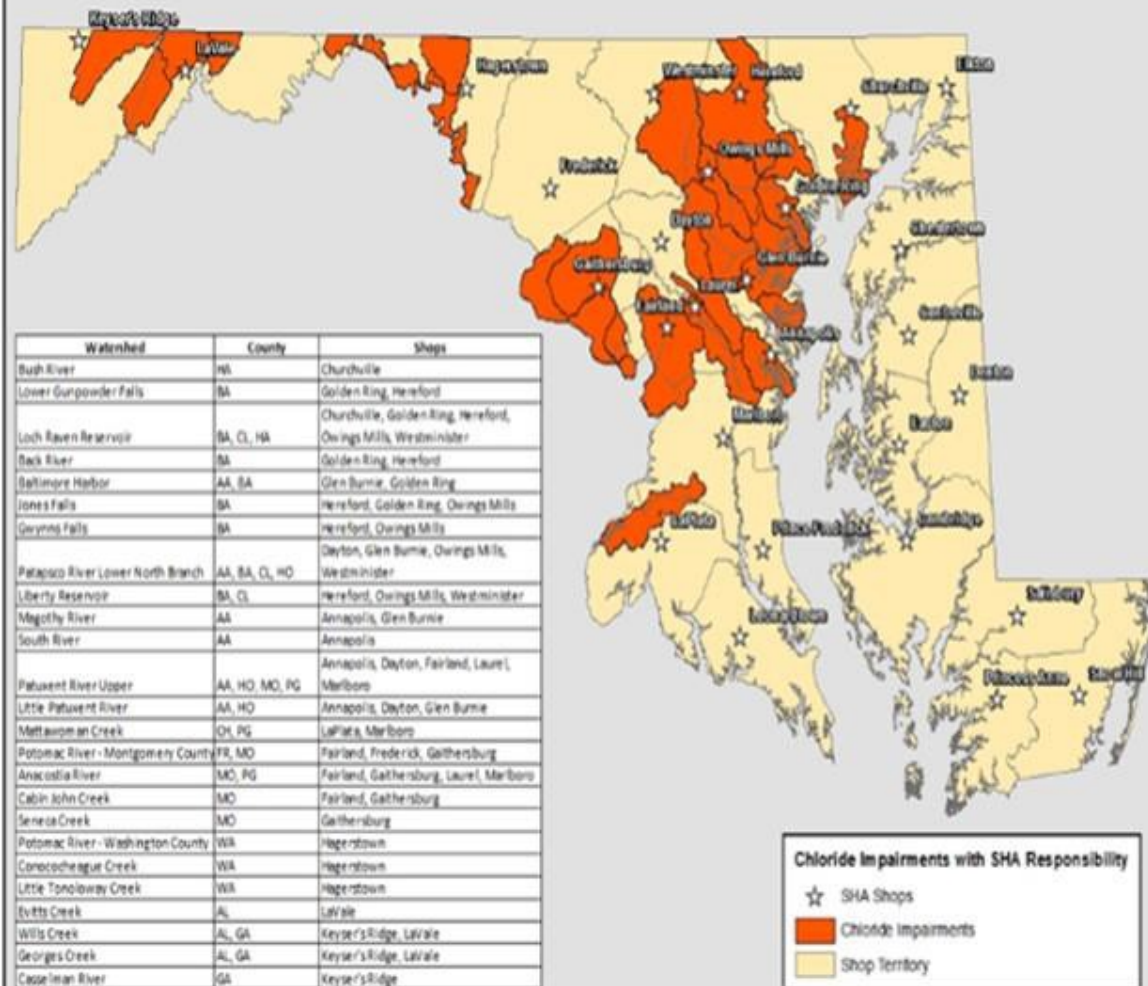 Keyser's Ridge
LaVale
Hagerstown
Westminster
Hereford
Churchville
Elkton
Owings Mills
Frederick
Golden Ring
Dayton
Chestertown
Gaithersburg
Glen Burnie
Laurel
Fairland
Centreville
Annapolis
Denton
Marlboro
Easton
LaPlata
Prince Frederick
Cambridge
Leonardtown
Salisbury
Princess Anne
Snow Hill
Watershed County Shops
Bush River HA Churchville
Lower Gunpowder Falls BA Golden Ring, Hereford
Churchville, Golden Ring, Hereford,
Loch Raven Reservoir BA, CL, HA Owings Mills, Westminister
Back River BA Golden Ring, Hereford
Baltimore Harbor AA, BA Glen Burnie, Golden Ring
Jones Falls BA Hereford, Golden Ring, Owings Mills
Gwynns Falls BA Hereford, Owings Mills
Dayton, Glen Burnie, Owings Mills,
Patapsco River Lower North Branch AA, BA, CL, HO Westminister
Liberty Reservoir BA, CL Hereford, Owings Mills, Westminister
Magothy River AA Annapolis, Glen Burnie
South River AA Annapolis
Annapolis, Dayton, Fairland, Laurel,
Patuxent River Upper AA, HO, MO, PG Marlboro
Little Patuxent River AA, HO Annapolis, Dayton, Glen Burnie
Mattawoman Creek CH, PG LaPlata, Marlboro
Potomac River - Montgomery County FR, MO Fairland, Frederick, Gaithersburg
Anacostia River MO, PG Fairland, Gaithersburg, Laurel, Marlboro
Cabin John Creek MO Fairland, Gaithersburg
Seneca Creek MO Gaithersburg
Potomac River - Washington County WA Hagerstown
Conococheague Creek WA Hagerstown
Little Tonoloway Creek WA Hagerstown
Evitts Creek AL LaVale
Wills Creek AL, GA Keyser's Ridge, LaVale
Georges Creek AL, GA Keyser's Ridge, LaVale
Casselman River GA Keyser's Ridge
Chloride Impairments with SHA Responsibility
SHA Shops
Chloride Impairments
Shop Territory